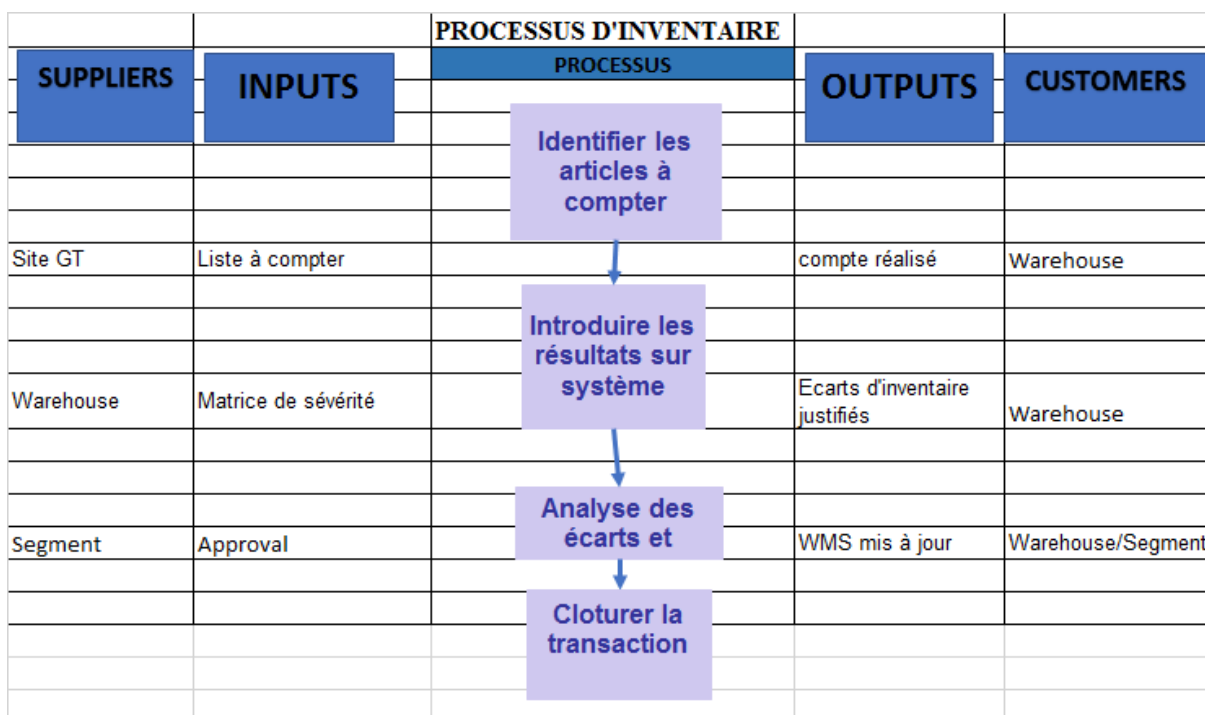 PROCESSUS D'INVENTAIRE
SUPPLIERS
INPUTS
PROCESSUS
OUTPUTS
CUSTOMERS
Identifier les
articles à
compter
Site GT
Liste à compter
compte réalisé
Warehouse
Introduire les
résultats sur
système
Warehouse
Matrice de sévérité
Ecarts d'inventaire
justifiés
Warehouse
Analyse des
écarts et
Segment
Approval
WMS mis à jour
Warehouse/Segment
Cloturer la
transaction